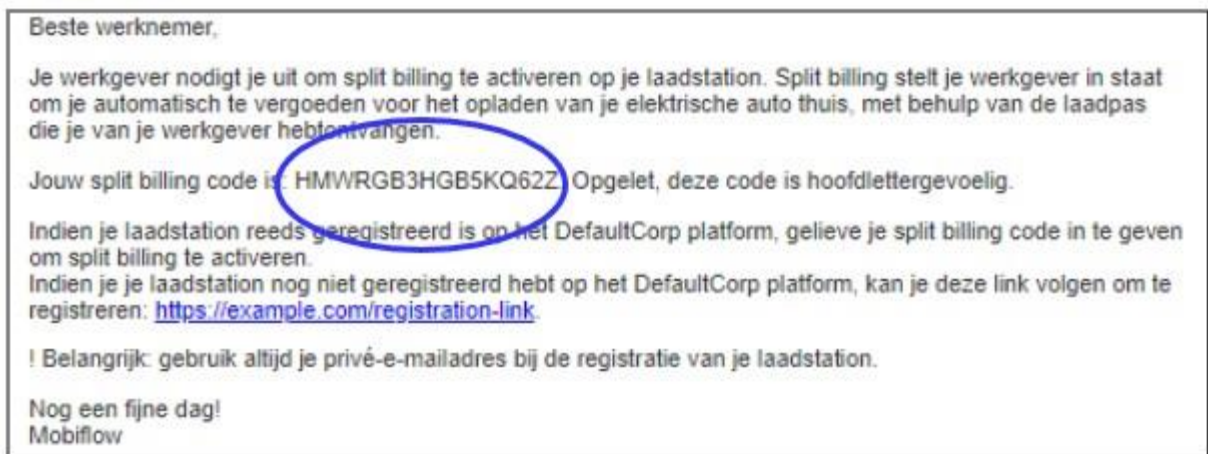 Beste werknemer,
Je werkgever nodigt je uit om split billing te activeren op je laadstation. Split billing stelt je werkgever in staat
om je automatisch te vergoeden voor het opladen van je elektrische auto thuis, met behulp van de laadpas
die je van je werkgever hebtontvangen.
Jouw split billing code is: HMWRGB3HGB5KQ62Z. Opgelet, deze code is hoofdlettergevoelig.
Indien je laadstation reeds geregistreerd is op het DefaultCorp platform, gelieve je split billing code in te geven
om split billing te activeren.
Indien je je laadstation nog niet geregistreerd hebt op het DefaultCorp platform, kan je deze link volgen om te
registreren: https://example.com/registration-link.
! Belangrijk: gebruik altijd je privé-e-mailadres bij de registratie van je laadstation.
Nog een fijne dag!
Mobiflow